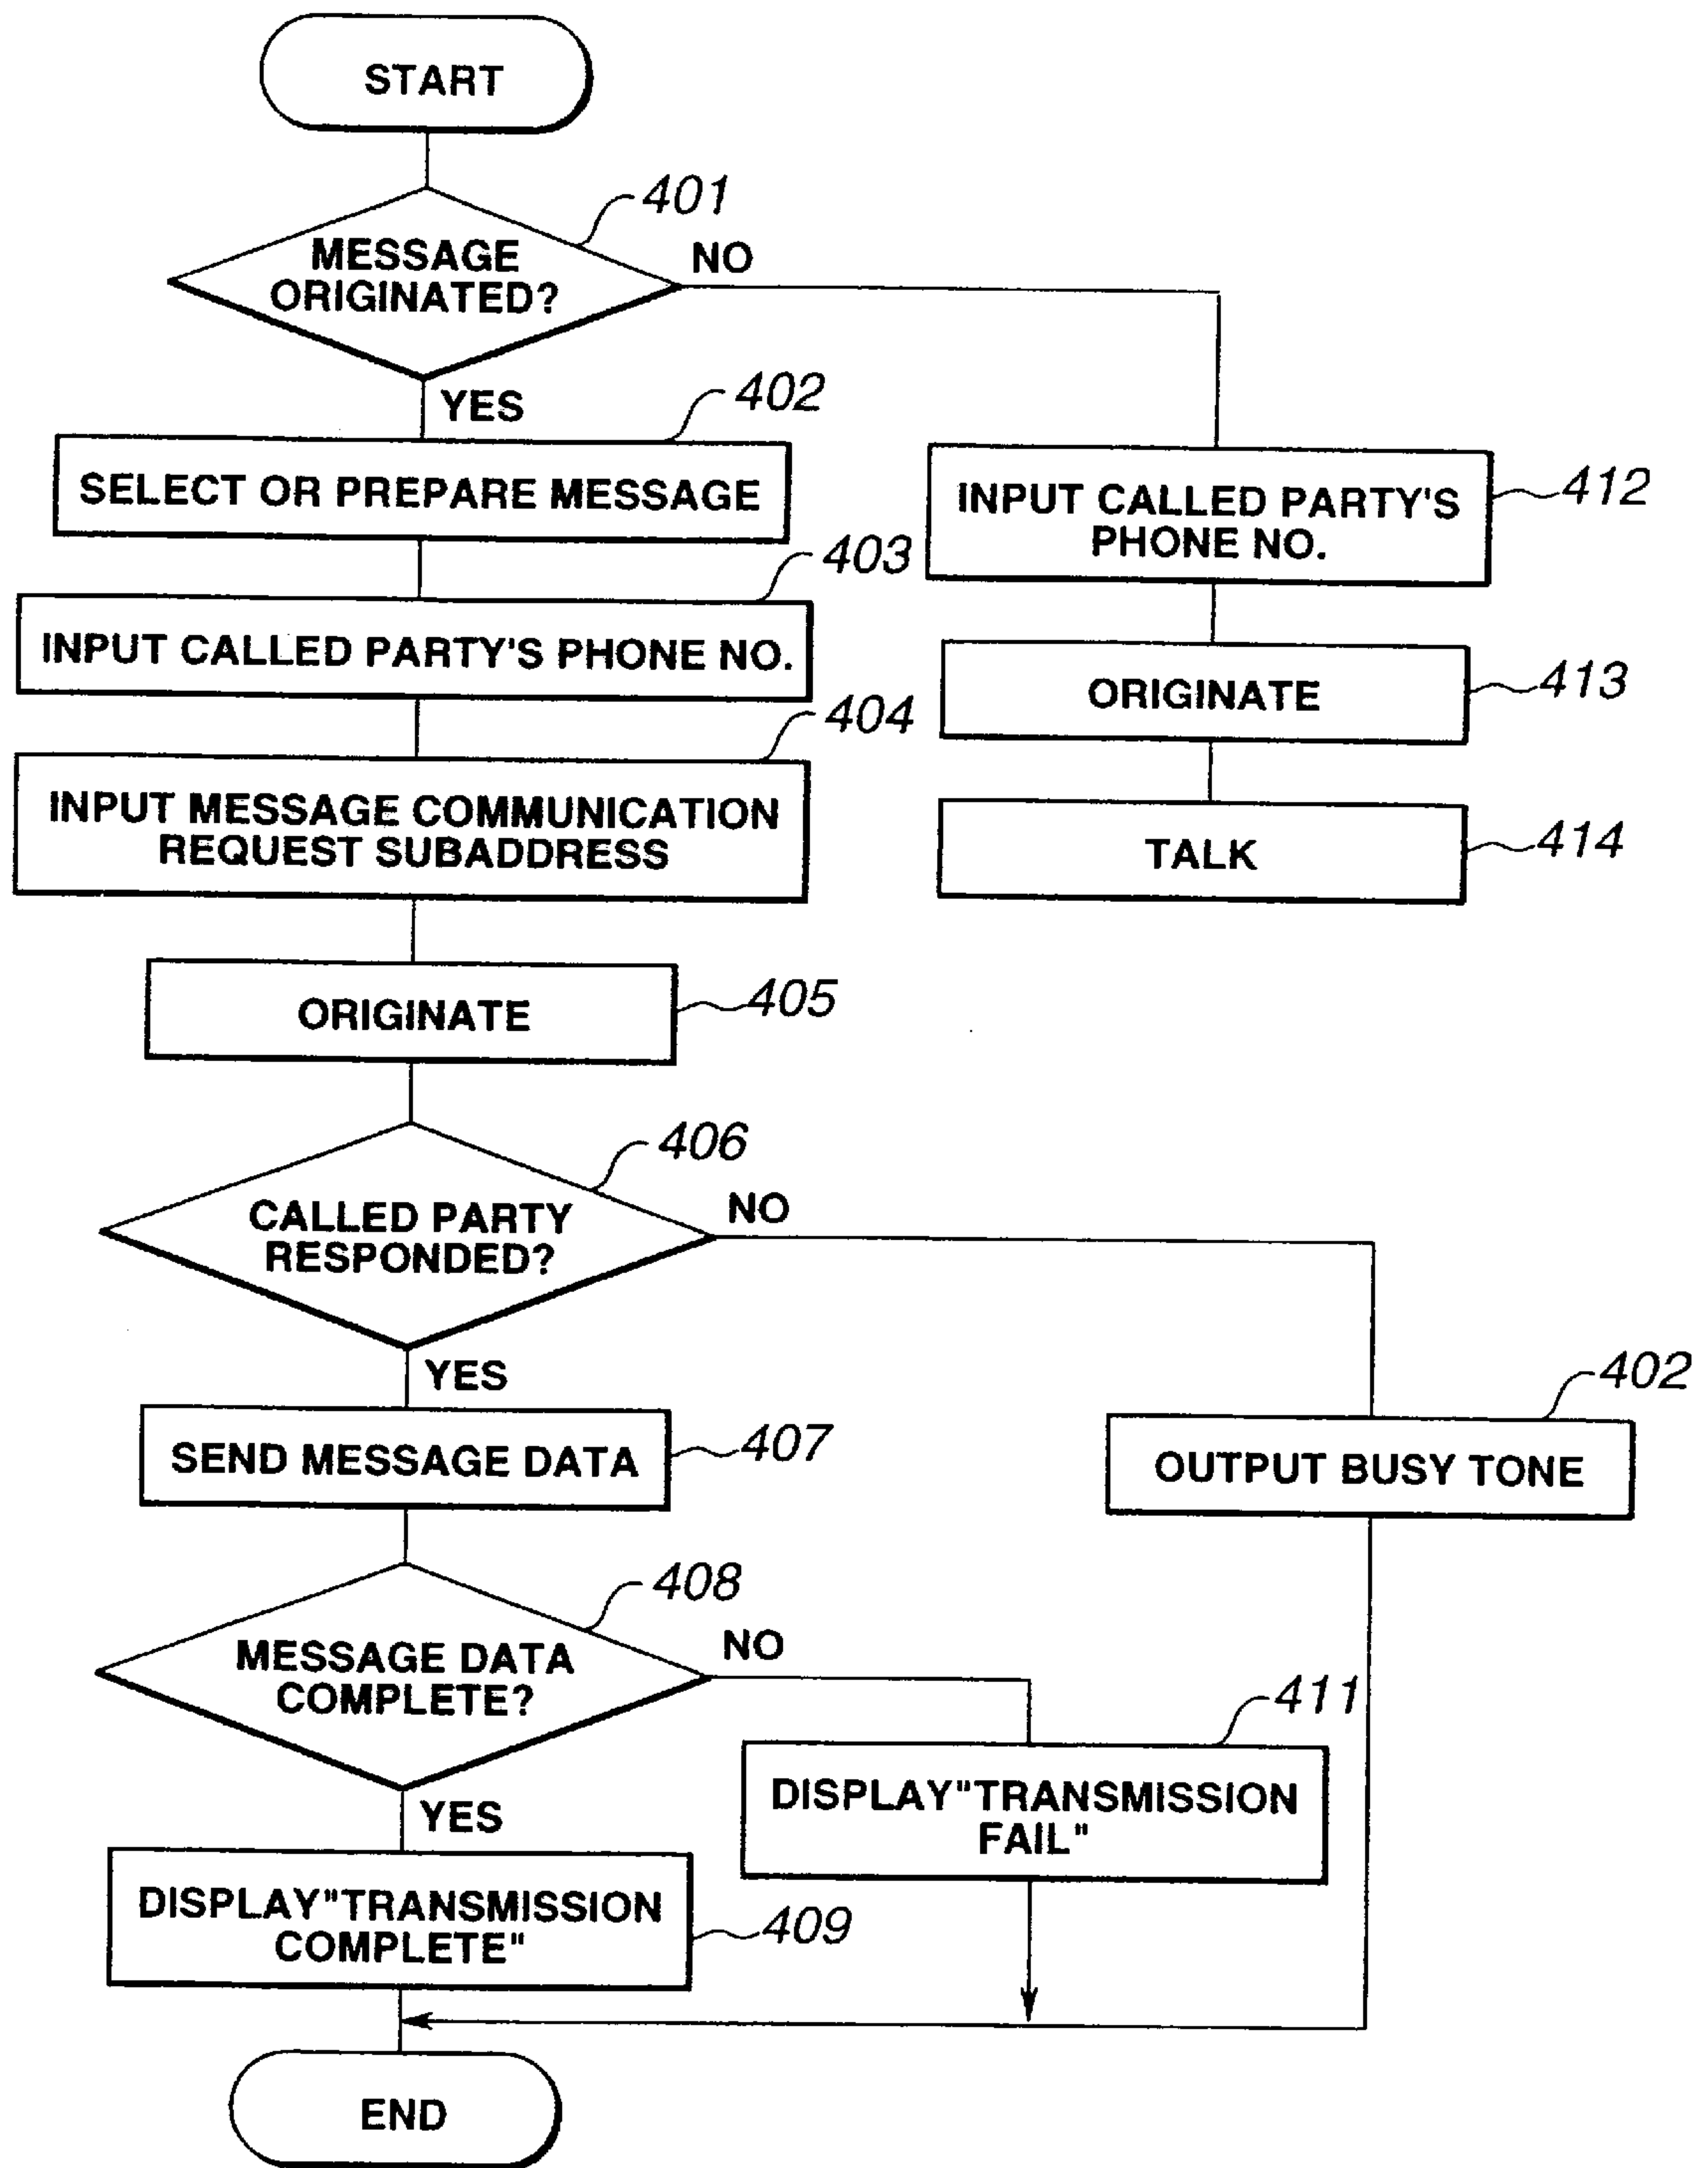 START
401
MESSAGE
ORIGINATED?
NO
YES
402
SELECT OR PREPARE MESSAGE
403
INPUT CALLED PARTY'S PHONE NO.
404
INPUT MESSAGE COMMUNICATION
REQUEST SUBADDRESS
ORIGINATE
405
INPUT CALLED PARTY'S
PHONE NO.
412
ORIGINATE
413
TALK
414
406
CALLED PARTY
RESPONDED?
NO
YES
SEND MESSAGE DATA
407
402
OUTPUT BUSY TONE
408
MESSAGE DATA
COMPLETE?
NO
YES
411
DISPLAY"TRANSMISSION
FAIL"
DISPLAY"TRANSMISSION
COMPLETE"
409
END